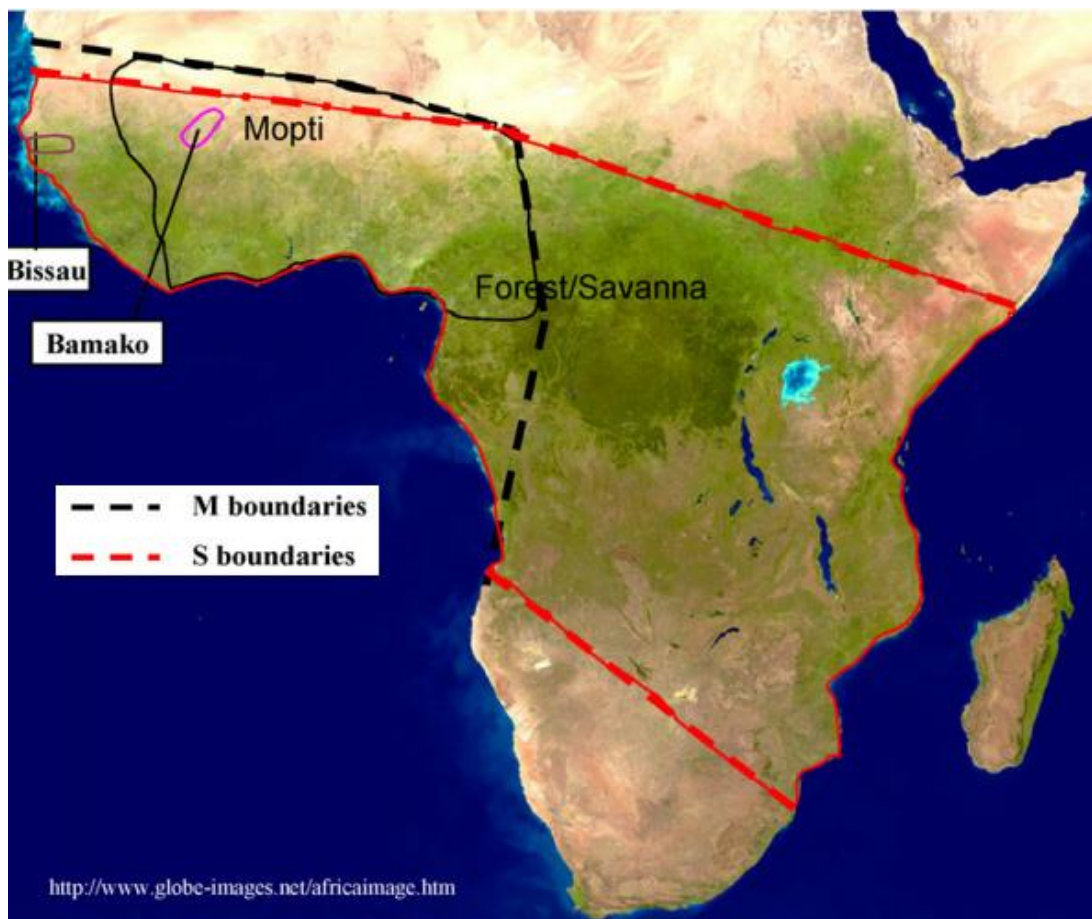 Mopti
Bissau
Forest/Savanna
Bamako
M boundaries
S boundaries
http://www.globe-images.net/africaimage.htm